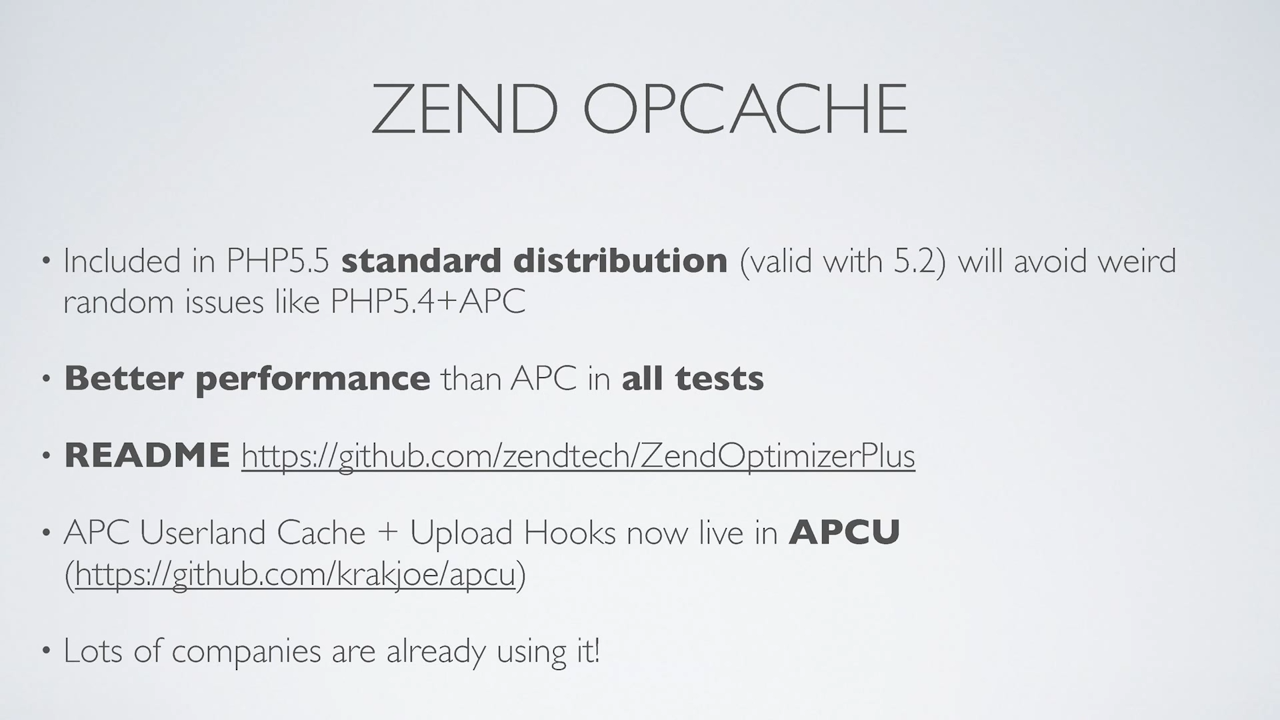 ZEND OPCACHE
• Included in PHP5.5 standard distribution (valid with 5.2) will avoid weird
random issues like PHP5.4+APC
• Better performance than APC in all tests
• README https://github.com/zendtech/ZendOptimizerPlus
• APC Userland Cache + Upload Hooks now live in APCU
(https://github.com/krakjoe/apcu)
• Lots of companies are already using it!